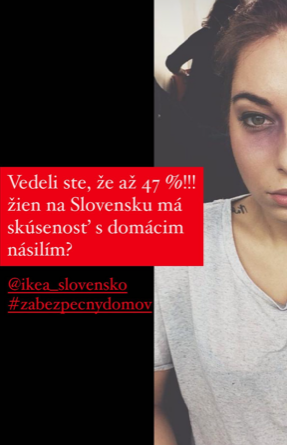 Vedeli ste, že až 47 %!!!
žien na Slovensku má
skúsenosť s domácim
násilím?
@ikea_slovensko
#zabezpecnydomov